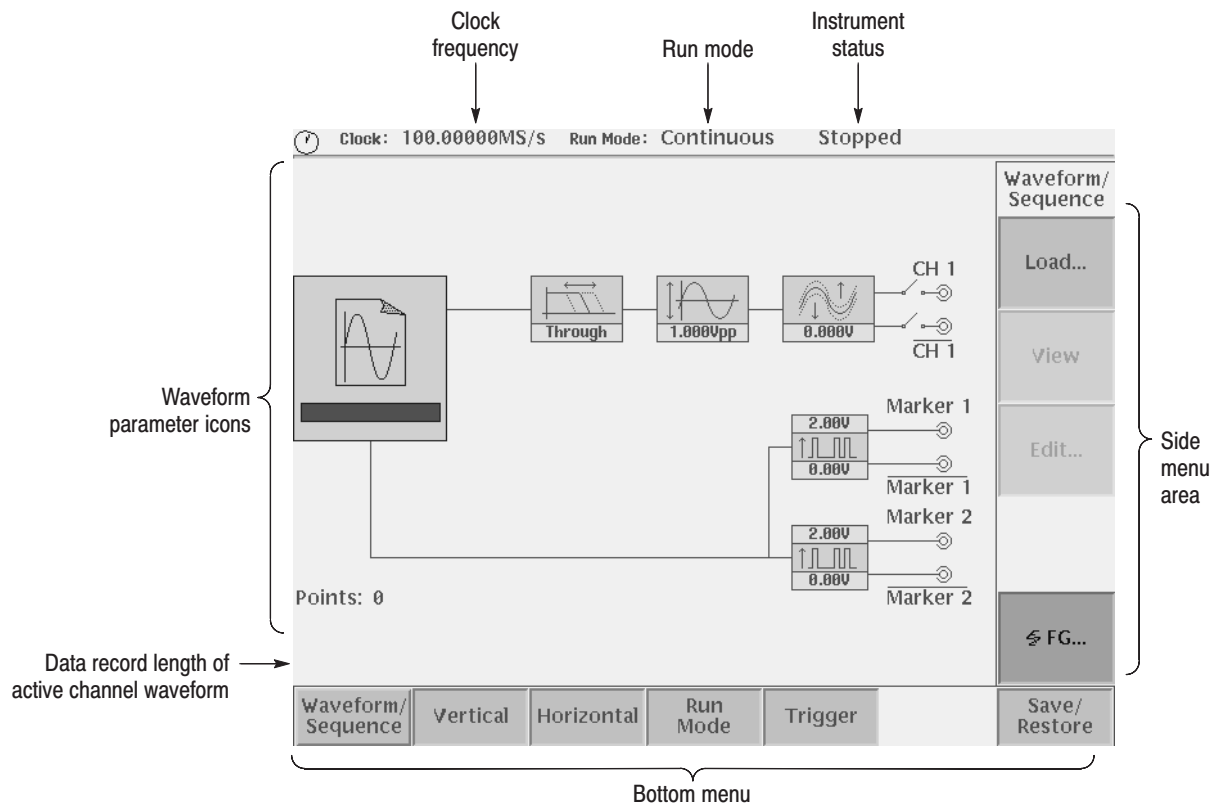 Clock
frequency
Run mode
Instrument
status
Clock: 100.00000MS/s Run Mode: Continuous Stopped
Waveform/
Sequence
Load...
View
Edit...
FG...
Side
menu
area
Waveform
parameter icons
Through
1.000Vpp
0.000V
CH 1
CH 1
Marker 1
2.00V
0.00V
Marker 1
Marker 2
2.00V
0.00V
Marker 2
Points: 0
Data record length of
active channel waveform
Waveform/
Sequence
Vertical
Horizontal
Run
Mode
Trigger
Save/
Restore
Bottom menu